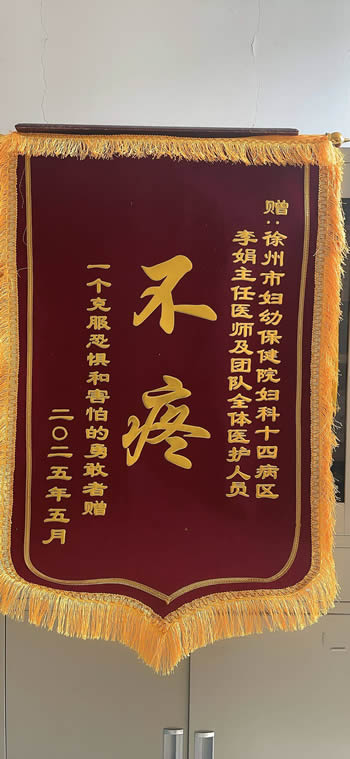 赠:徐州市妇幼保健院妇科十四病区
李娟主任医师及团队全体医护人员
不疼
一个克服忍惧和害怕的勇敢者赠
二〇二五年五月